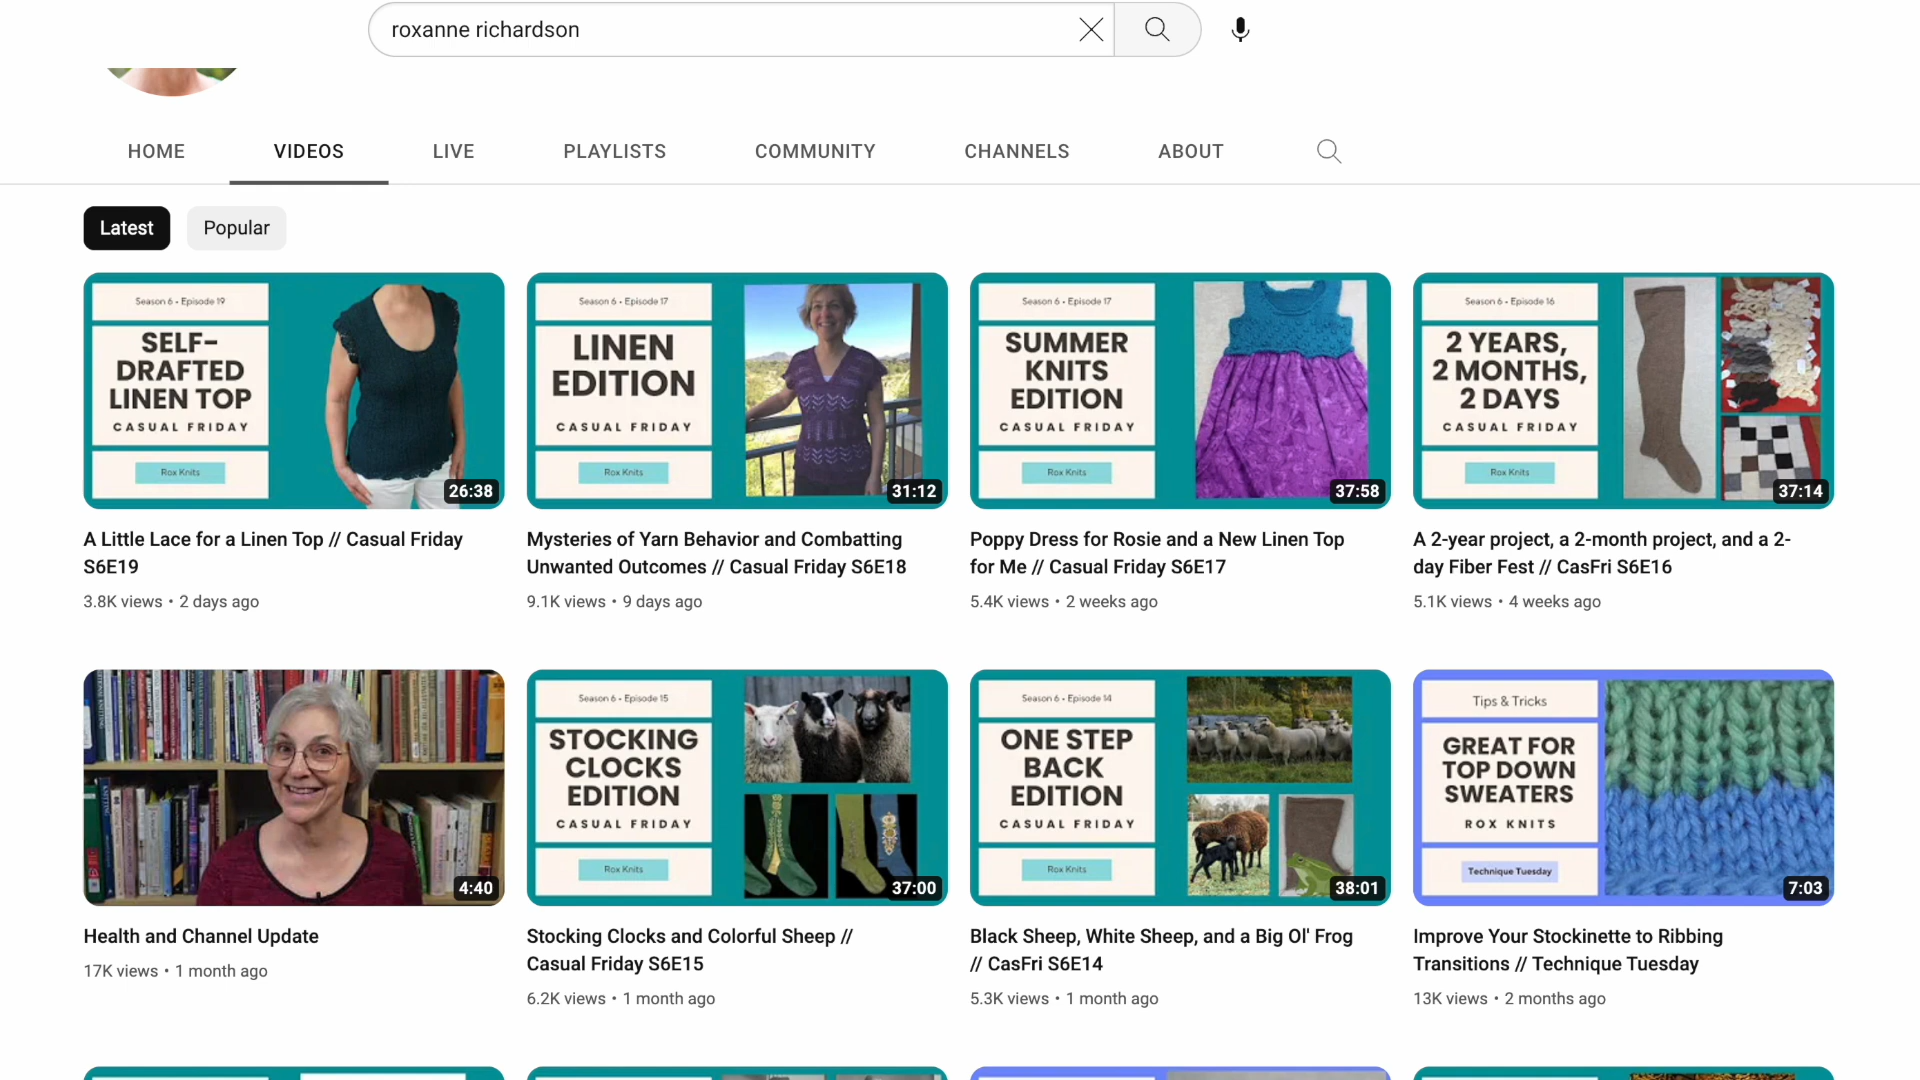 roxanne richardson
HOME VIDEOS LIVE PLAYLISTS COMMUNITY CHANNELS ABOUT
Latest Popular
Season 6 • Episode 19
SELF-
DRAFTED
LINEN TOP
CASUAL FRIDAY
Rox Knits
26:38
Season 6 • Episode 17
LINEN
EDITION
CASUAL FRIDAY
Rox Knits
31:12
Season 6 • Episode 17
SUMMER
KNITS
EDITION
CASUAL FRIDAY
Rox Knits
37:58
Season 6 • Episode 16
2 YEARS,
2 MONTHS,
2 DAYS
CASUAL FRIDAY
Rox Knits
37:14
A Little Lace for a Linen Top // Casual Friday
S6E19
3.8K views • 2 days ago
Mysteries of Yarn Behavior and Combatting
Unwanted Outcomes // Casual Friday S6E18
9.1K views • 9 days ago
Poppy Dress for Rosie and a New Linen Top
for Me // Casual Friday S6E17
5.4K views • 2 weeks ago
A 2-year project, a 2-month project, and a 2-
day Fiber Fest // CasFri S6E16
5.1K views • 4 weeks ago
4:40
Season 6 • Episode 15
STOCKING
CLOCKS
EDITION
CASUAL FRIDAY
Rox Knits
37:00
Season 6 • Episode 14
ONE STEP
BACK
EDITION
CASUAL FRIDAY
Rox Knits
38:01
Tips & Tricks
GREAT FOR
TOP DOWN
SWEATERS
ROX KNITS
Technique Tuesday
7:03
Health and Channel Update
17K views • 1 month ago
Stocking Clocks and Colorful Sheep //
Casual Friday S6E15
6.2K views • 1 month ago
Black Sheep, White Sheep, and a Big Ol' Frog
// CasFri S6E14
5.3K views • 1 month ago
Improve Your Stockinette to Ribbing
Transitions // Technique Tuesday
13K views • 2 months ago